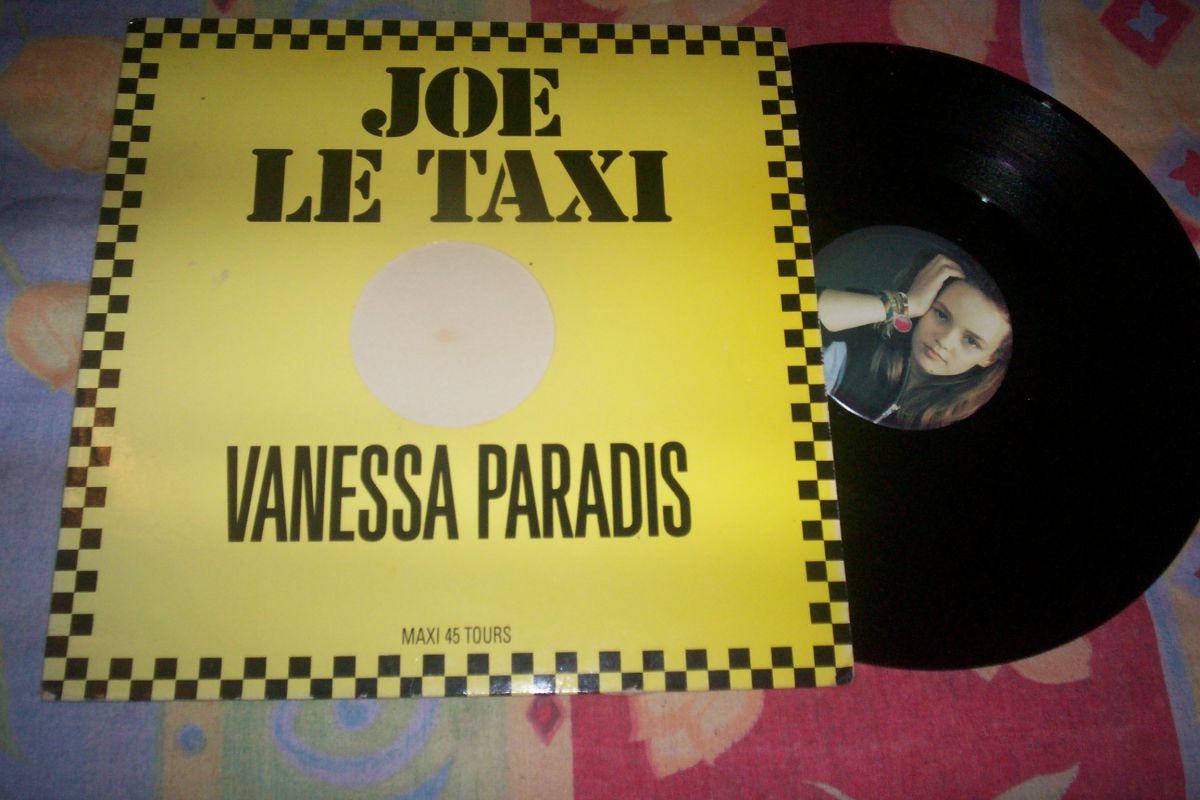 JOE
LE TAXI
VANESSA PARADIS
MAXI 45 TOURS